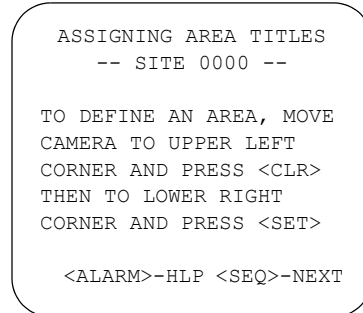 ASSIGNING AREA TITLES
-- SITE 0000 --
TO DEFINE AN AREA, MOVE
CAMERA TO UPPER LEFT
CORNER AND PRESS <CLR>
THEN TO LOWER RIGHT
CORNER AND PRESS <SET>
<ALARM>-HLP <SEQ>-NEXT